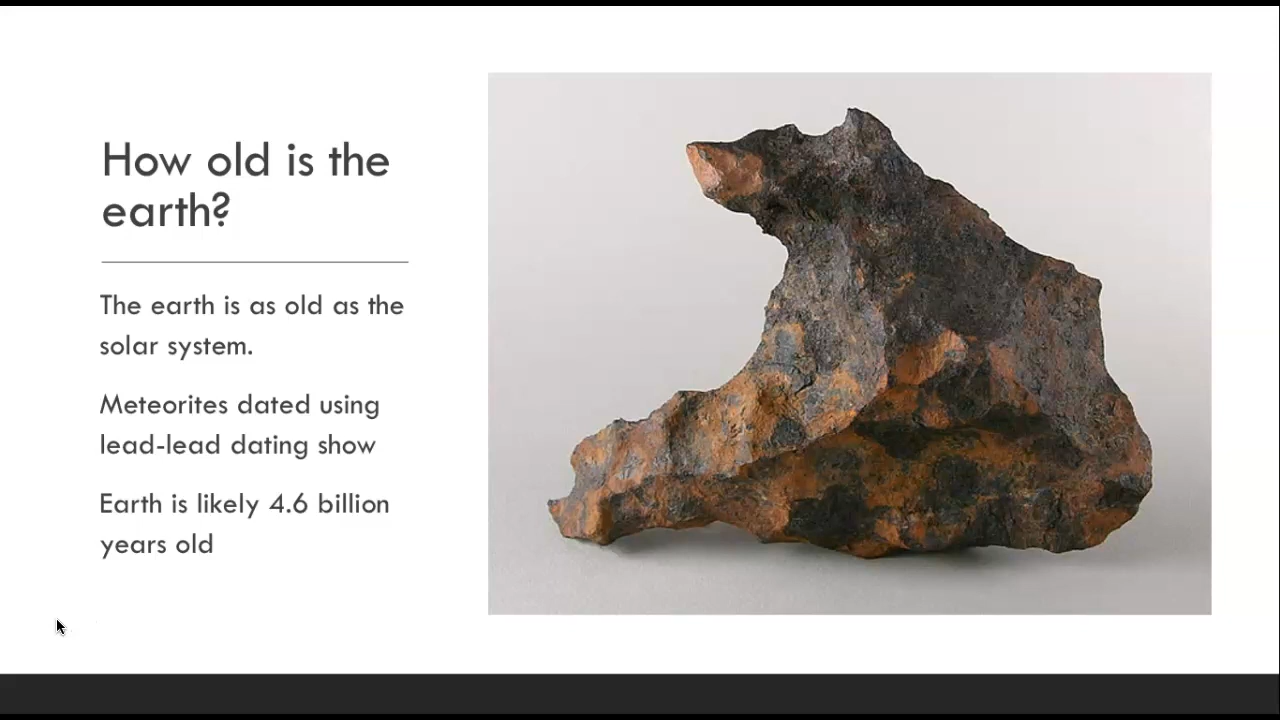 How old is the
earth?
The earth is as old as the
solar system.
Meteorites dated using
lead-lead dating show
Earth is likely 4.6 billion
years old